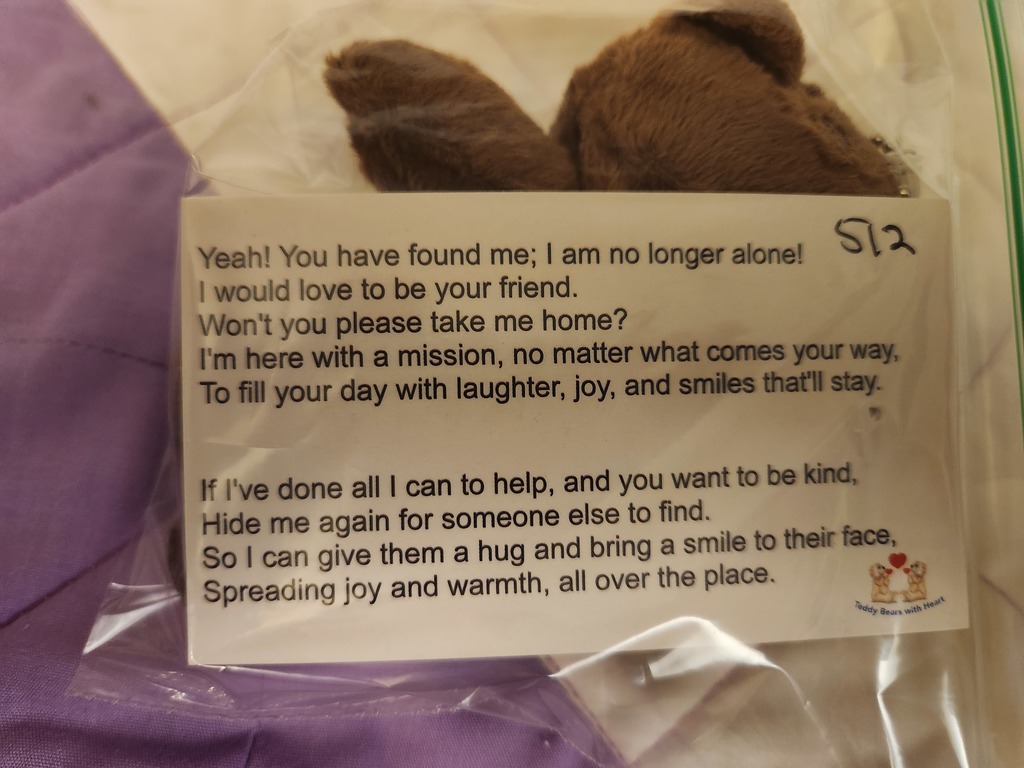 512
Yeah! You have found me; I am no longer alone!
I would love to be your friend.
Won't you please take me home?
I'm here with a mission, no matter what comes your way,
To fill your day with laughter, joy, and smiles that'll stay.
If I've done all I can to help, and you want to be kind,
Hide me again for someone else to find.
So I can give them a hug and bring a smile to their face,
Spreading joy and warmth, all over the place.
Teddy Bears with Heart